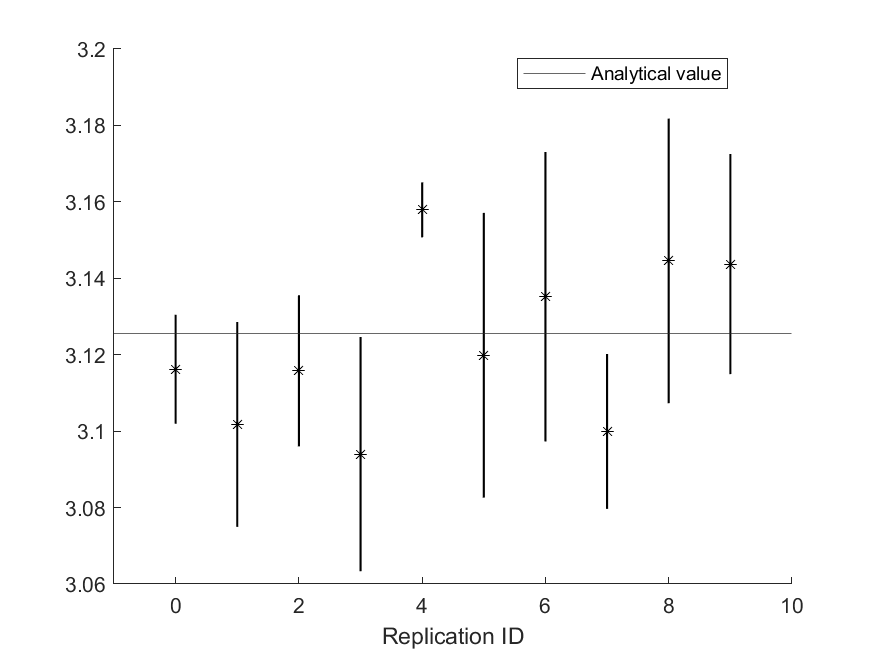 3.2
Analytical value
3.18
3.16
3.14
3.12
3.1
3.08
3.06
0 2 4 6 8 10
Replication ID